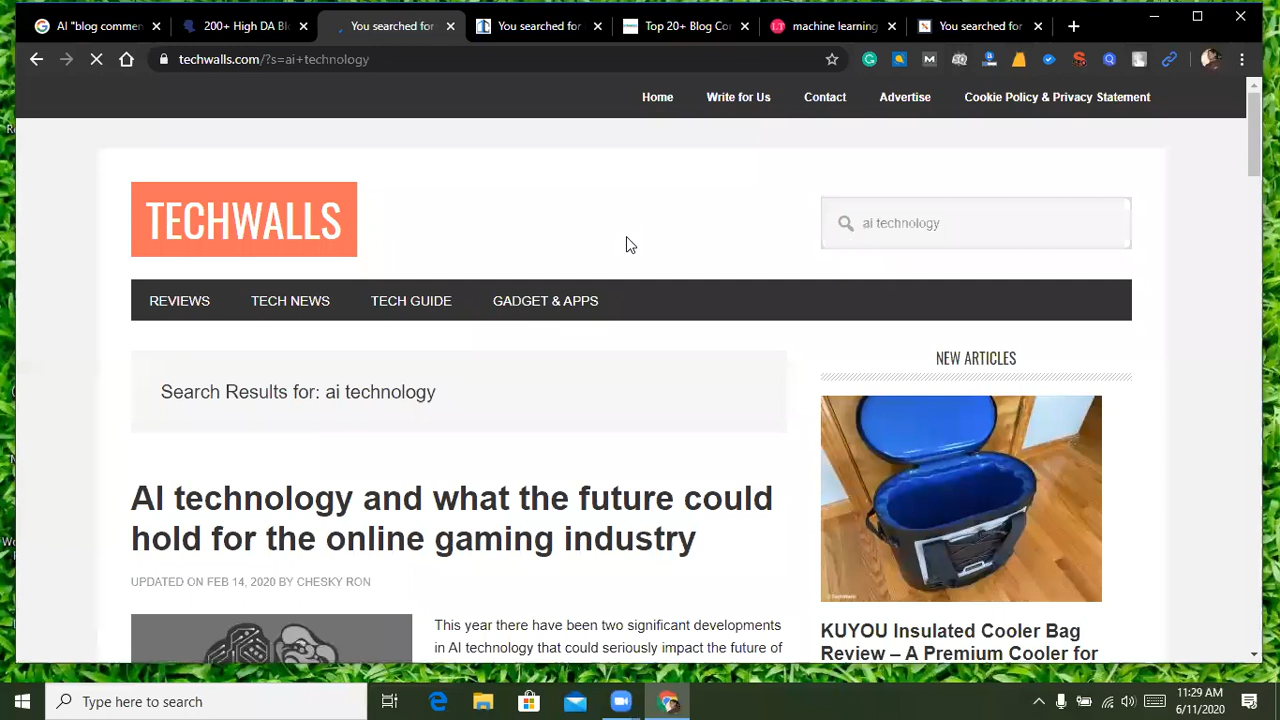 AI "blog commen
200+ High DA Blo
You searched for
You searched for
Top 20+ Blog Cor
machine learning
You searched for
techwalls.com/?s=ai+technology
Home
Write for Us
Contact
Advertise
Cookie Policy & Privacy Statement
TECHWALLS
ai technology
REVIEWS
TECH NEWS
TECH GUIDE
GADGET & APPS
Search Results for: ai technology
NEW ARTICLES
AI technology and what the future could
hold for the online gaming industry
UPDATED ON FEB 14, 2020 BY CHESKY RON
This year there have been two significant developments
in AI technology that could seriously impact the future of
KUYOU Insulated Cooler Bag
Review – A Premium Cooler for
Type here to search
11:29 AM
6/11/2020